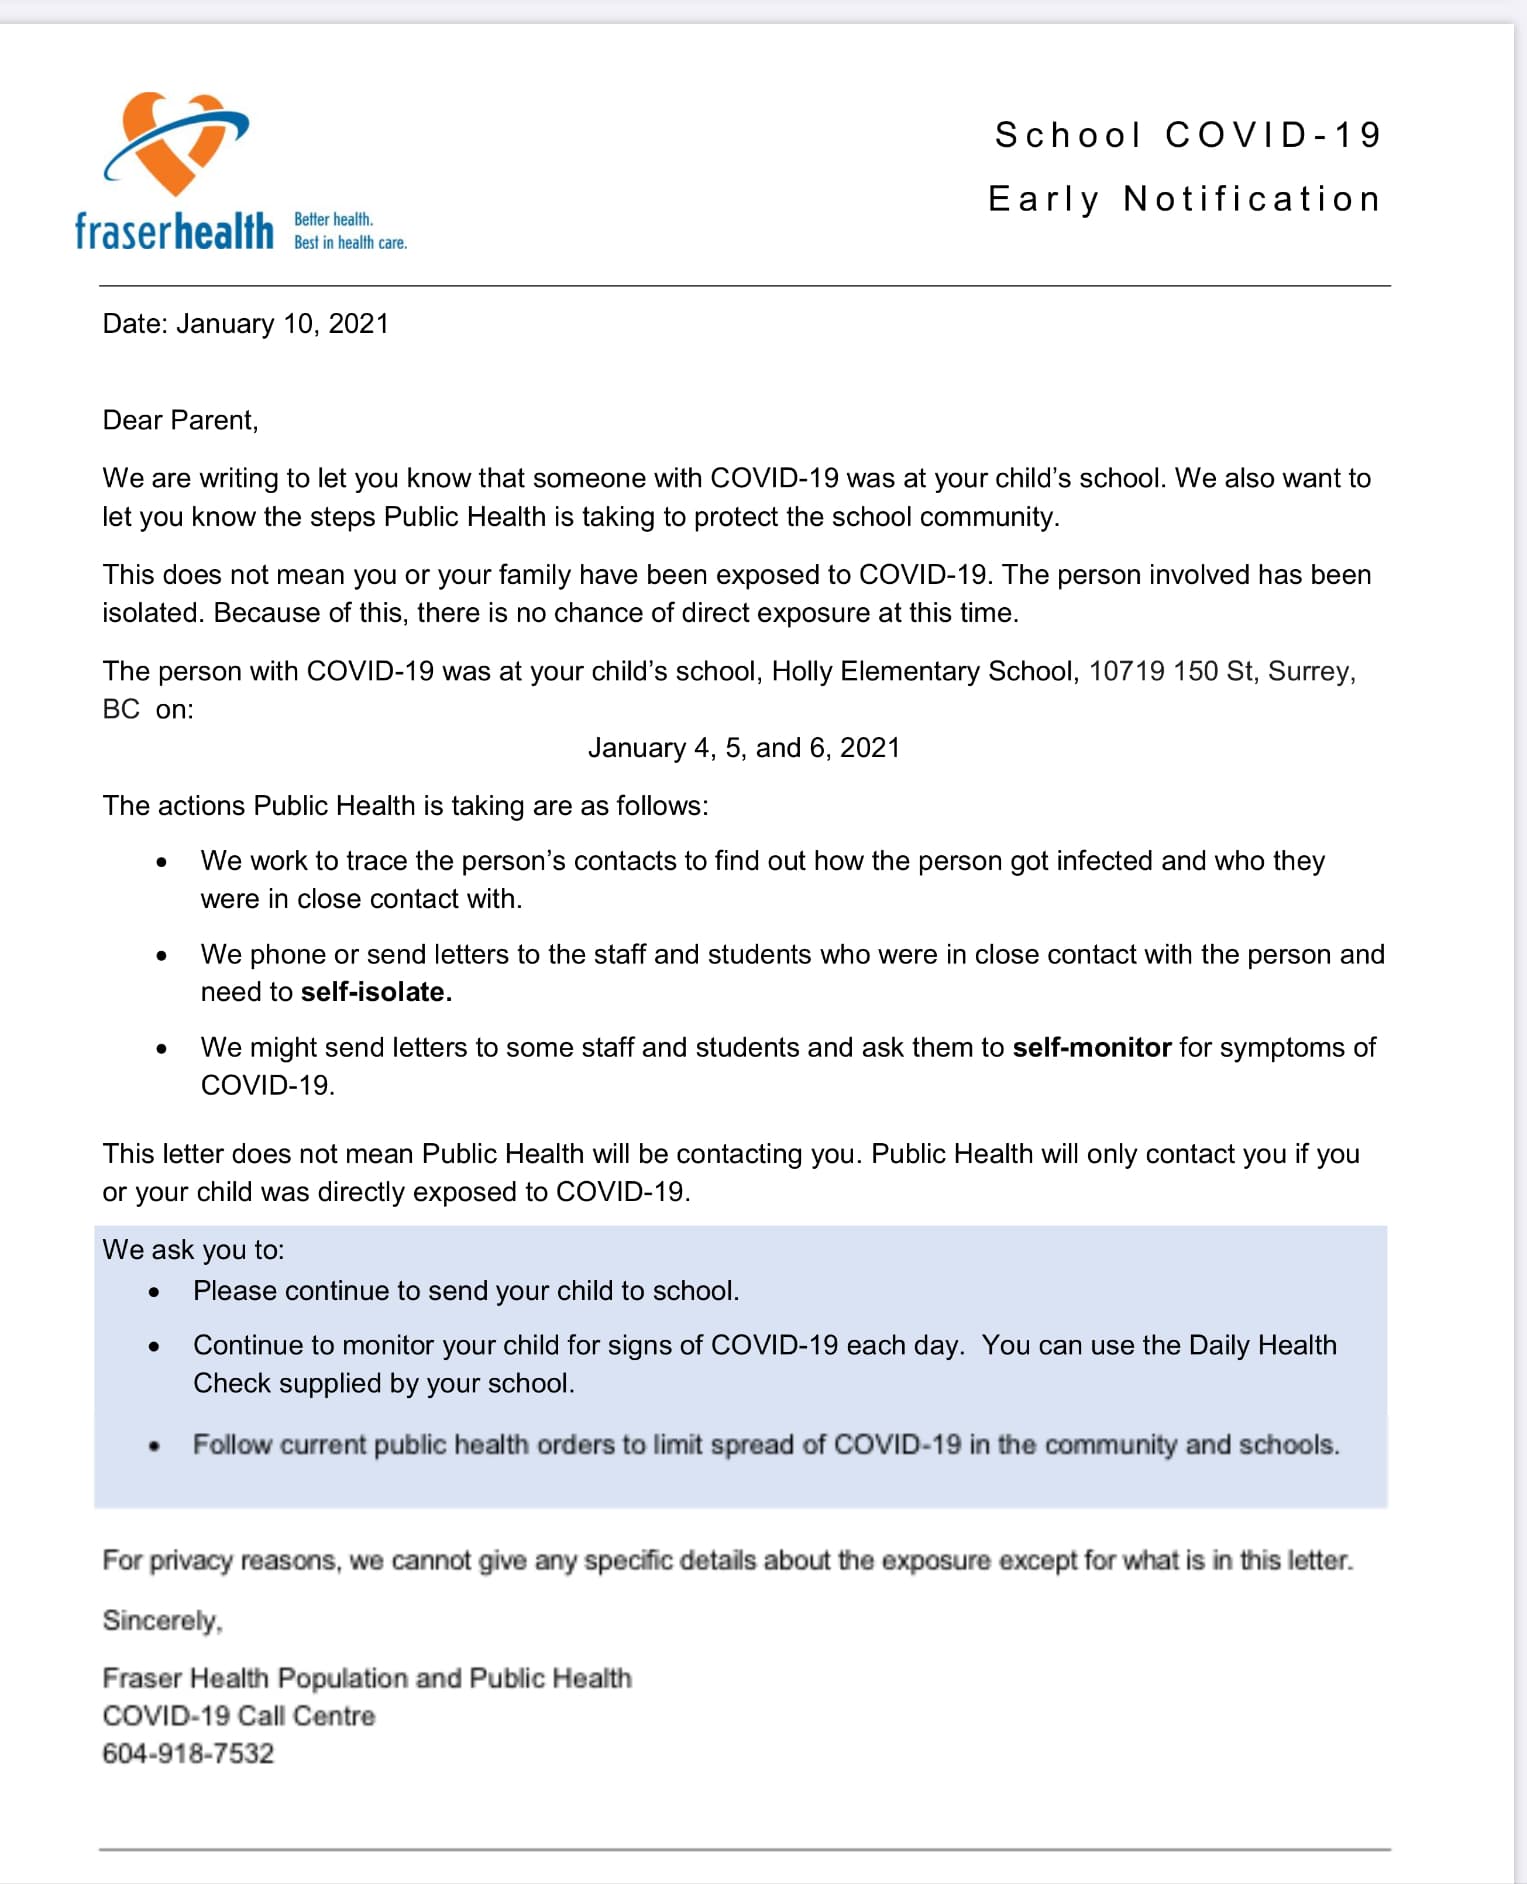 School COVID-19
Early Notification
fraserhealth
Better health.
Best in health care.
Date: January 10, 2021
Dear Parent,
We are writing to let you know that someone with COVID-19 was at your child’s school. We also want to
let you know the steps Public Health is taking to protect the school community.
This does not mean you or your family have been exposed to COVID-19. The person involved has been
isolated. Because of this, there is no chance of direct exposure at this time.
The person with COVID-19 was at your child’s school, Holly Elementary School, 10719 150 St, Surrey,
BC on:
January 4, 5, and 6, 2021
The actions Public Health is taking are as follows:
• We work to trace the person’s contacts to find out how the person got infected and who they
were in close contact with.
• We phone or send letters to the staff and students who were in close contact with the person and
need to self-isolate.
• We might send letters to some staff and students and ask them to self-monitor for symptoms of
COVID-19.
This letter does not mean Public Health will be contacting you. Public Health will only contact you if you
or your child was directly exposed to COVID-19.
We ask you to:
• Please continue to send your child to school.
• Continue to monitor your child for signs of COVID-19 each day. You can use the Daily Health
Check supplied by your school.
• Follow current public health orders to limit spread of COVID-19 in the community and schools.
For privacy reasons, we cannot give any specific details about the exposure except for what is in this letter.
Sincerely,
Fraser Health Population and Public Health
COVID-19 Call Centre
604-918-7532